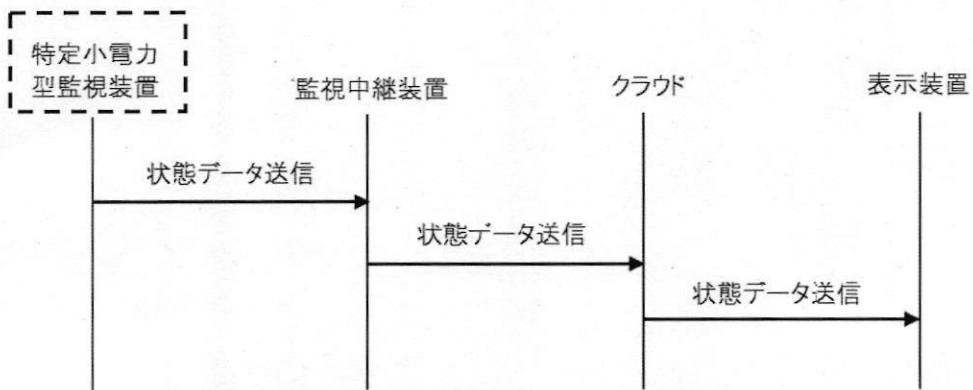 特定小電力
型監視装置
監視中継装置
クラウド
表示装置
状態データ送信
状態データ送信
状態データ送信